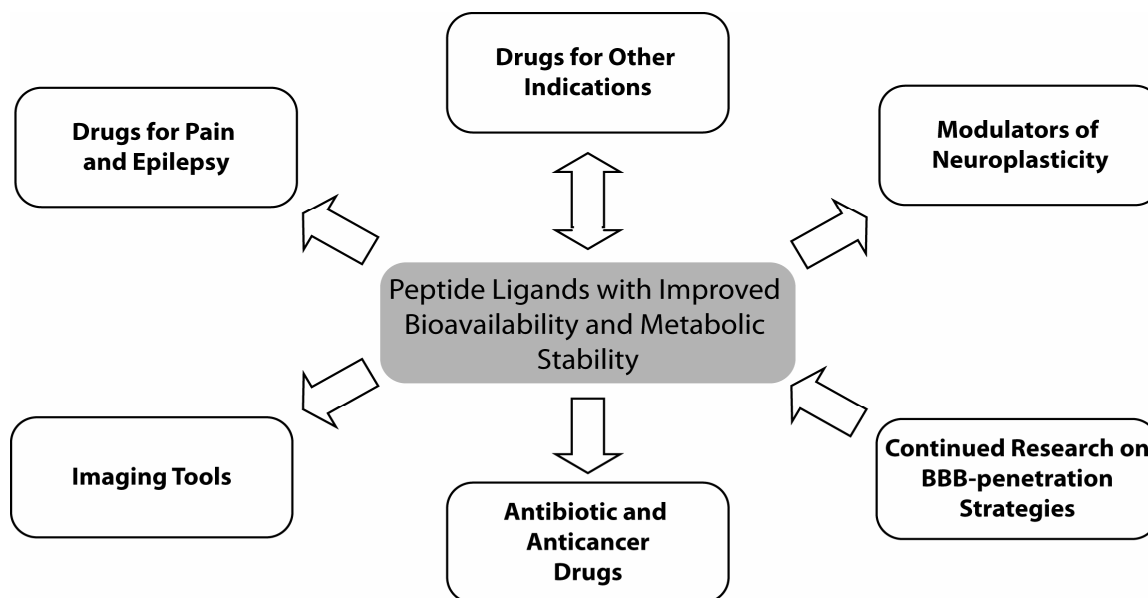 Drugs for Other
Indications
Drugs for Pain
and Epilepsy
Modulators of
Neuroplasticity
Peptide Ligands with Improved
Bioavailability and Metabolic
Stability
Imaging Tools
Antibiotic and
Anticancer
Drugs
Continued Research on
BBB-penetration
Strategies